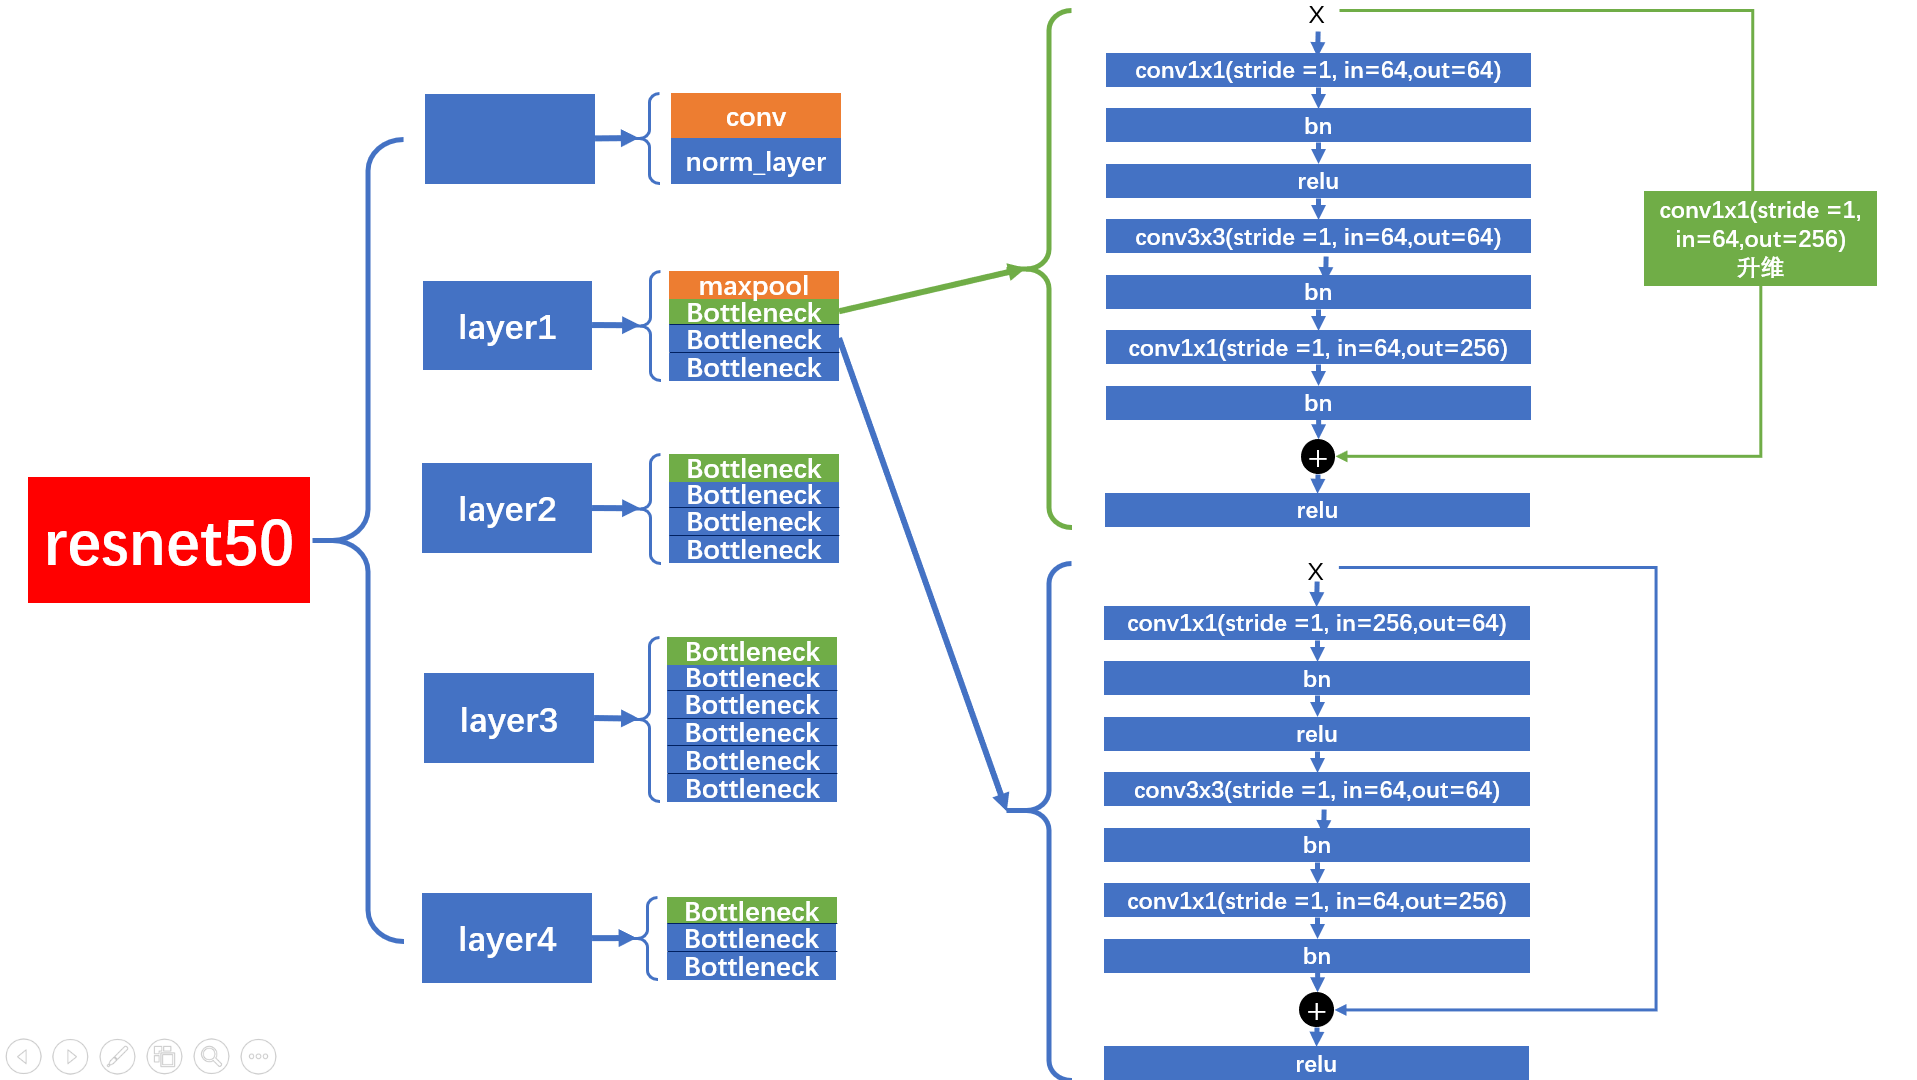 resnet50
conv
norm_layer
layer1
maxpool
Bottleneck
Bottleneck
Bottleneck
layer2
Bottleneck
Bottleneck
Bottleneck
Bottleneck
layer3
Bottleneck
Bottleneck
Bottleneck
Bottleneck
Bottleneck
Bottleneck
layer4
Bottleneck
Bottleneck
Bottleneck
X
conv1x1(stride =1, in=64,out=64)
bn
relu
conv3x3(stride =1, in=64,out=64)
bn
conv1x1(stride =1, in=64,out=256)
bn
+
relu
conv1x1(stride =1,
in=64,out=256)
升维
X
conv1x1(stride =1, in=256,out=64)
bn
relu
conv3x3(stride =1, in=64,out=64)
bn
conv1x1(stride =1, in=64,out=256)
bn
+
relu